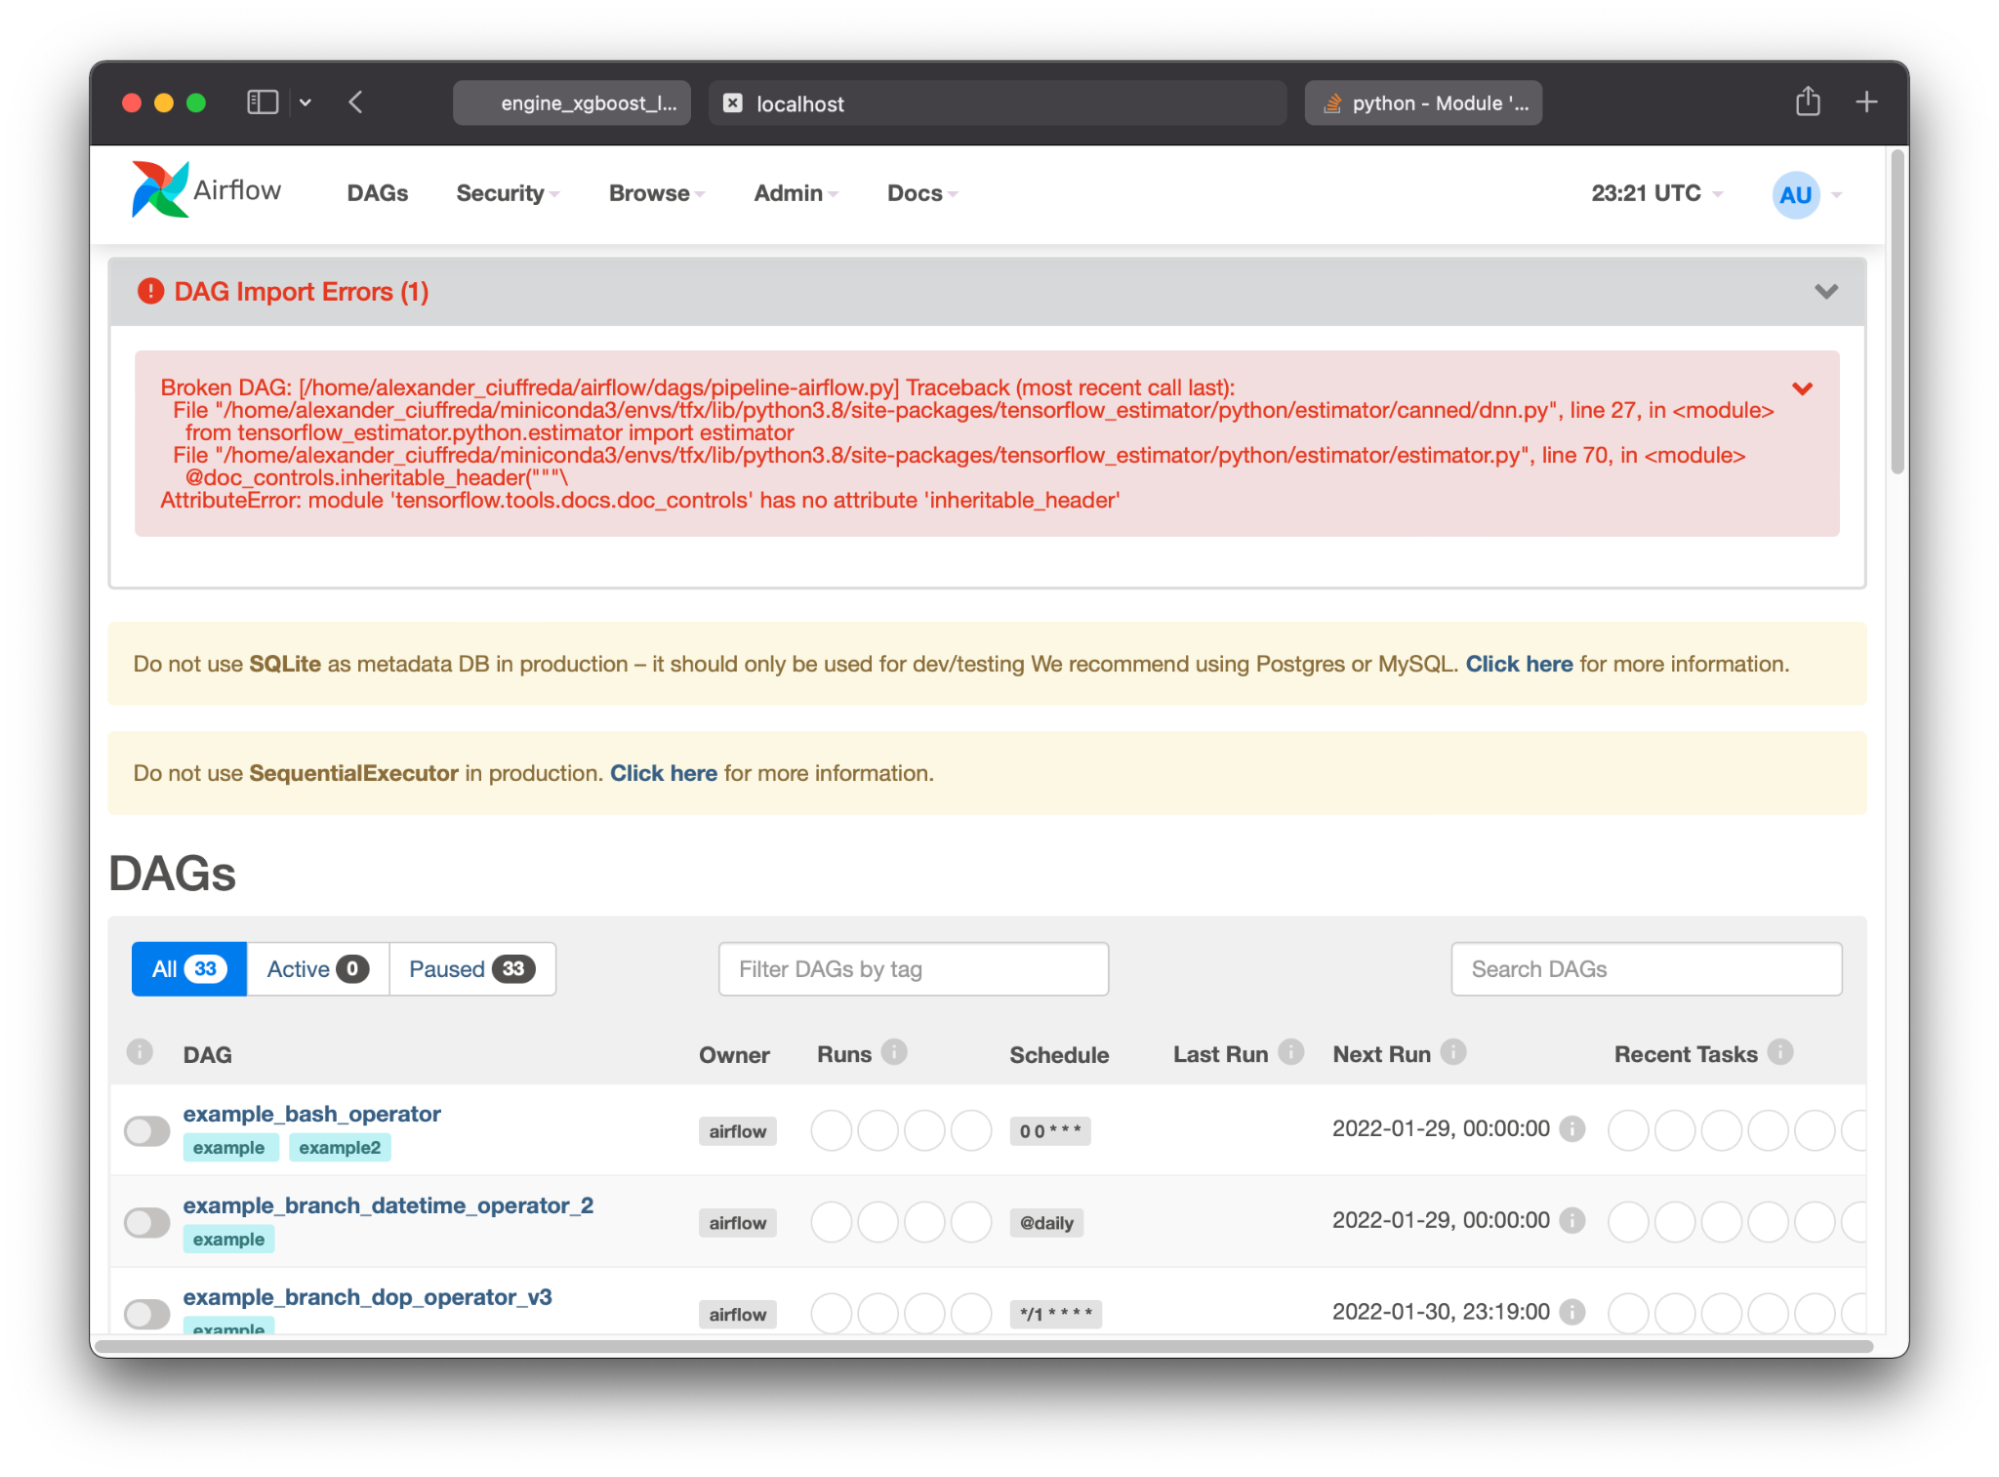 engine_xgboost_l...
localhost
python - Module '...
Airflow
DAGs
Security
Browse
Admin
Docs
23:21 UTC
AU
DAG Import Errors (1)
Broken DAG: [/home/alexander_ciuffreda/airflow/dags/pipeline-airflow.py] Traceback (most recent call last):
File "/home/alexander_ciuffreda/miniconda3/envs/tfx/lib/python3.8/site-packages/tensorflow_estimator/python/estimator/canned/dnn.py", line 27, in <module>
from tensorflow_estimator.python.estimator import estimator
File "/home/alexander_ciuffreda/miniconda3/envs/tfx/lib/python3.8/site-packages/tensorflow_estimator/python/estimator/estimator.py", line 70, in <module>
@doc_controls.inheritable_header("""\
AttributeError: module 'tensorflow.tools.docs.doc_controls' has no attribute 'inheritable_header'
Do not use SQLite as metadata DB in production – it should only be used for dev/testing We recommend using Postgres or MySQL. Click here for more information.
Do not use SequentialExecutor in production. Click here for more information.
DAGs
All 33
Active 0
Paused 33
Filter DAGs by tag
Search DAGs
DAG
Owner
Runs
Schedule
Last Run
Next Run
Recent Tasks
example_bash_operator
example
example2
airflow
0 0 * * *
2022-01-29, 00:00:00
example_branch_datetime_operator_2
example
airflow
@daily
2022-01-29, 00:00:00
example_branch_dop_operator_v3
example
airflow
*/1 * * * *
2022-01-30, 23:19:00